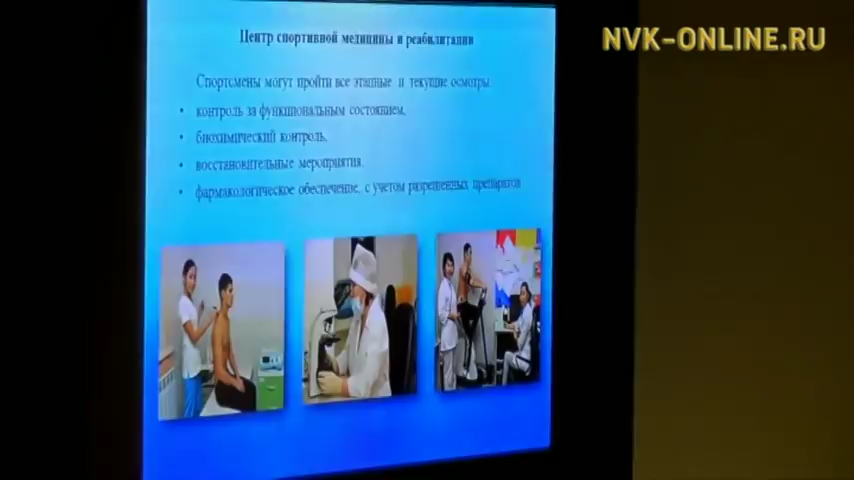 NVK-ONLINE.RU
Центр спортивной медицины и реабилитации
Спортсмены могут пройти все этапные и текущие осмотры.
• контроль за функциональным состоянием,
• биохимический контроль,
• восстановительные мероприятия,
• фармакологическое обеспечение, с учетом разрешенных препаратов